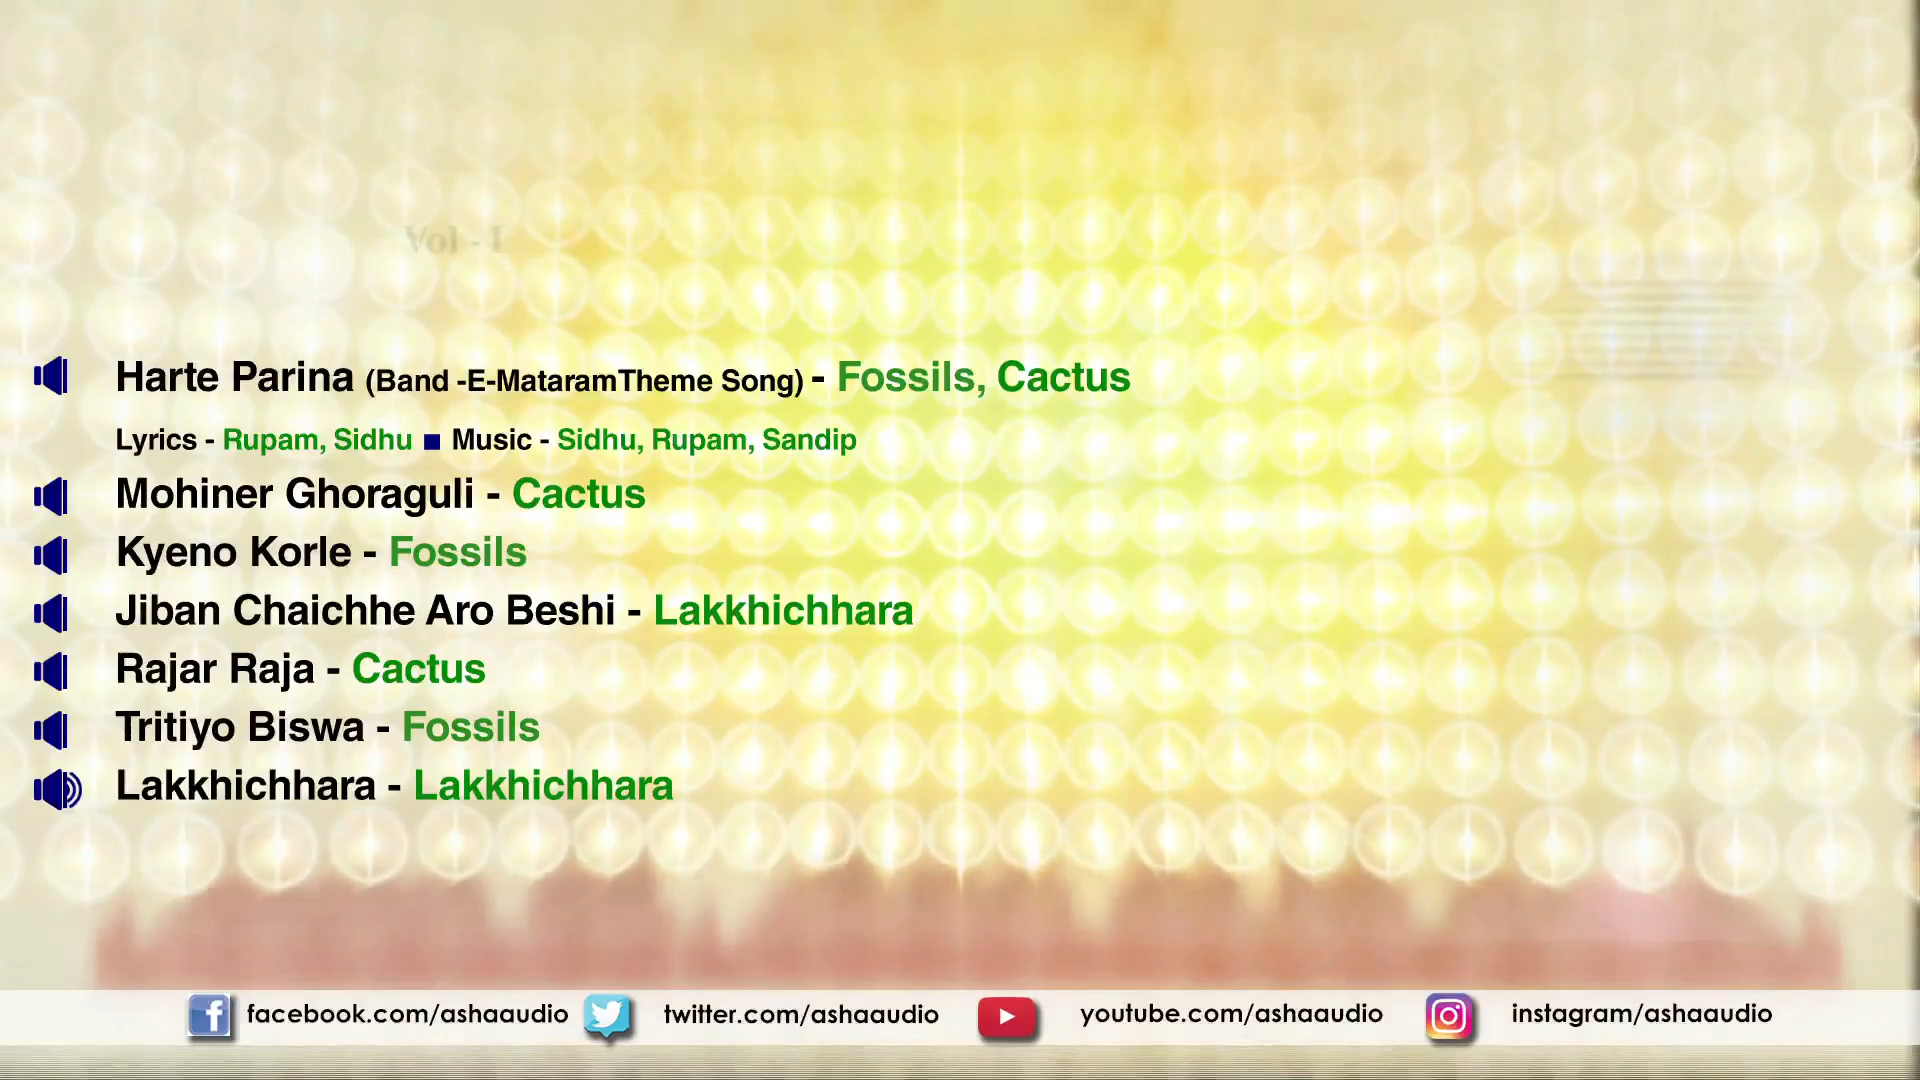 Vol - I
Harte Parina (Band -E-MataramTheme Song) - Fossils, Cactus
Lyrics - Rupam, Sidhu ■ Music - Sidhu, Rupam, Sandip
Mohiner Ghoraguli - Cactus
Kyeno Korle - Fossils
Jiban Chaichhe Aro Beshi - Lakkhichhara
Rajar Raja - Cactus
Tritiyo Biswa - Fossils
Lakkhichhara - Lakkhichhara
facebook.com/ashaaudio twitter.com/ashaaudio youtube.com/ashaaudio instagram/ashaaudio